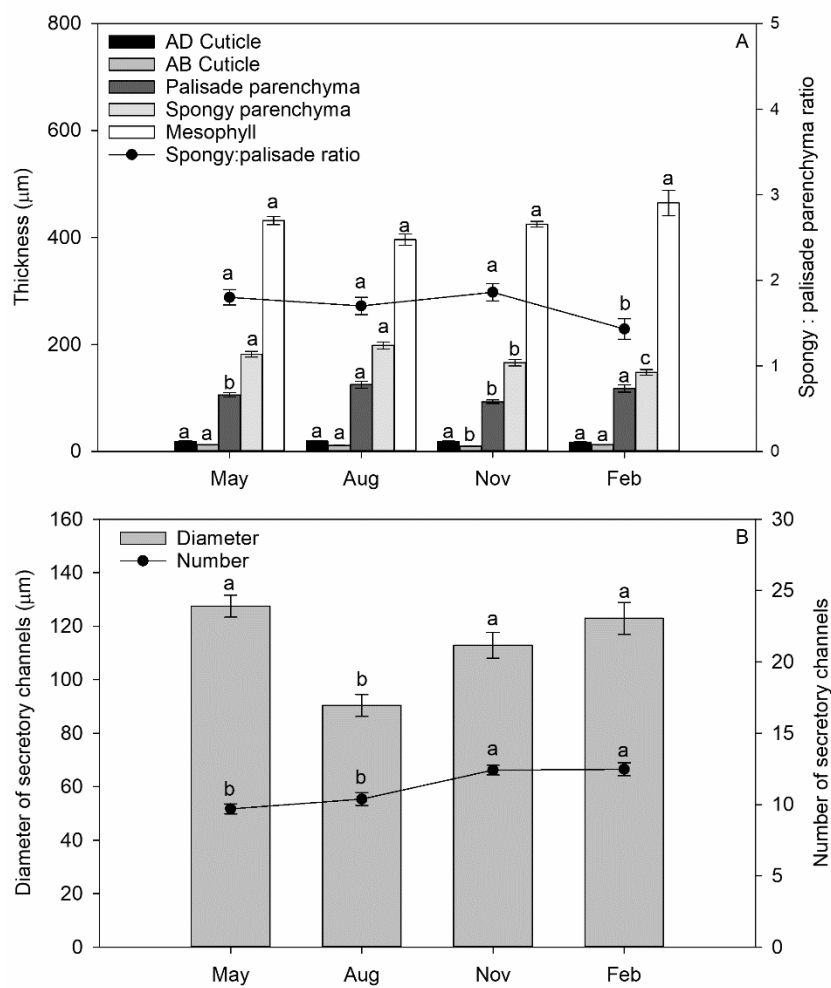 A
AD Cuticle
AB Cuticle
Palisade parenchyma
Spongy parenchyma
Mesophyll
Spongy:palisade ratio
Thickness (μm)
800
600
400
200
0
Spongy : palisade parenchyma ratio
5
4
3
2
1
0
a a b a a a
a a a a a a
a b b b a a
a a a c a b
May Aug Nov Feb
B
Diameter
Number
Diameter of secretory channels (μm)
160
140
120
100
80
60
40
20
0
Number of secretory channels
30
25
20
15
10
5
0
a b a a
b b a a
May Aug Nov Feb